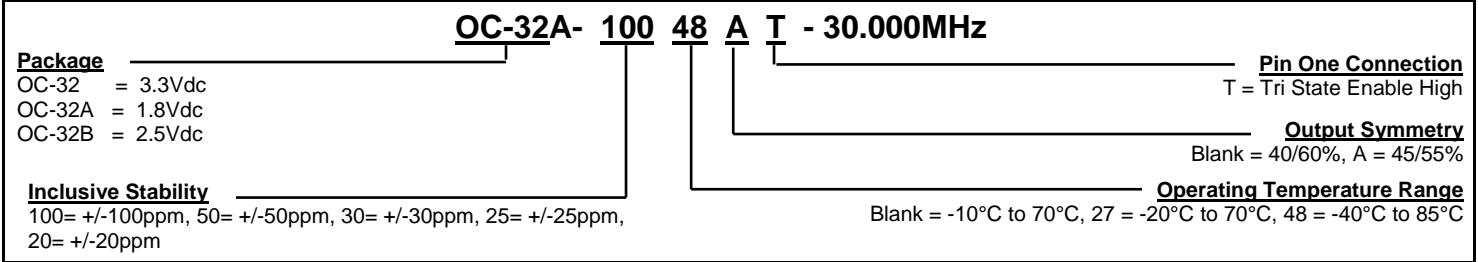 OC-32A- 100 48 A T - 30.000MHz
Package
OC-32 = 3.3Vdc
OC-32A = 1.8Vdc
OC-32B = 2.5Vdc
Pin One Connection
T = Tri State Enable High
Output Symmetry
Blank = 40/60%, A = 45/55%
Inclusive Stability
100= +/-100ppm, 50= +/-50ppm, 30= +/-30ppm, 25= +/-25ppm,
20= +/-20ppm
Operating Temperature Range
Blank = -10°C to 70°C, 27 = -20°C to 70°C, 48 = -40°C to 85°C